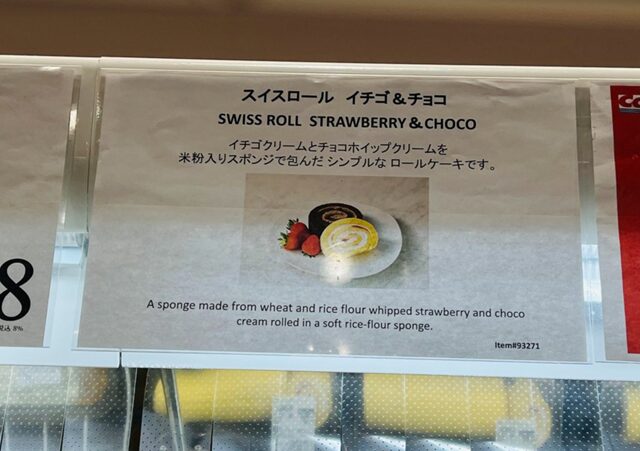 スイスロール イチゴ&チョコ
SWISS ROLL STRAWBERRY & CHOCO
イチゴクリームとチョコホイップクリームを
米粉入りスポンジで包んだ シンプルな ロールケーキです。
A sponge made from wheat and rice flour whipped strawberry and choco
cream rolled in a soft rice-flour sponge.
Item#93271
8
税込 8%